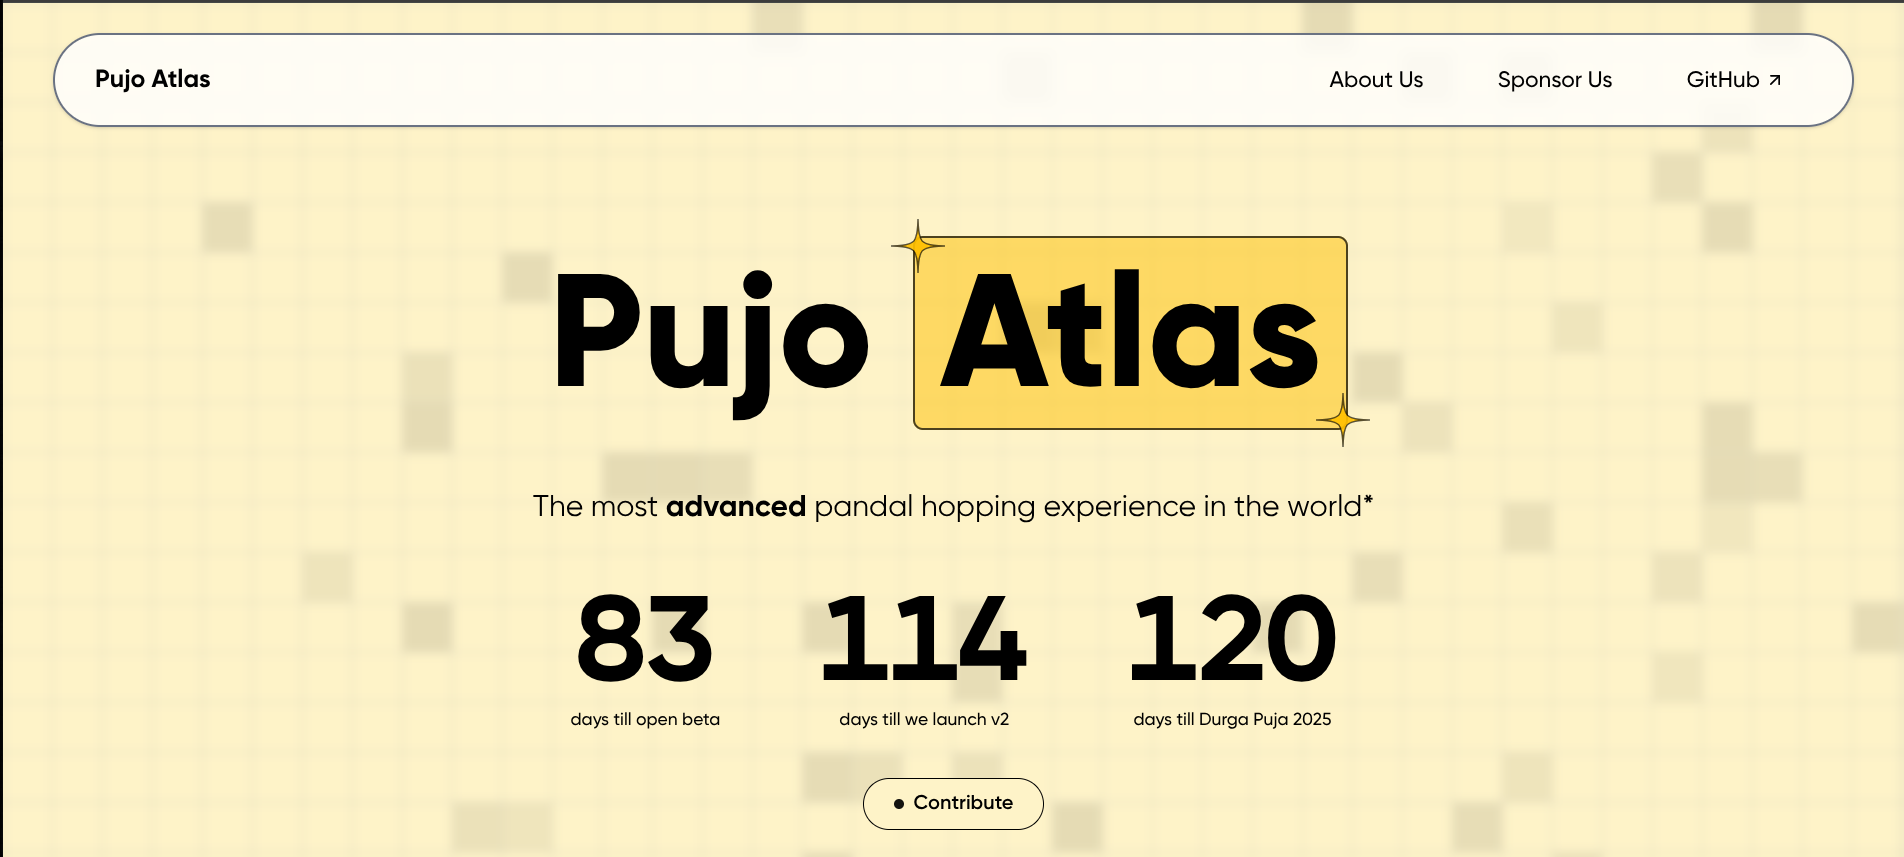 Pujo Atlas
About Us
Sponsor Us
GitHub
Pujo Atlas
The most advanced pandal hopping experience in the world*
83
days till open beta
114
days till we launch v2
120
days till Durga Puja 2025
Contribute